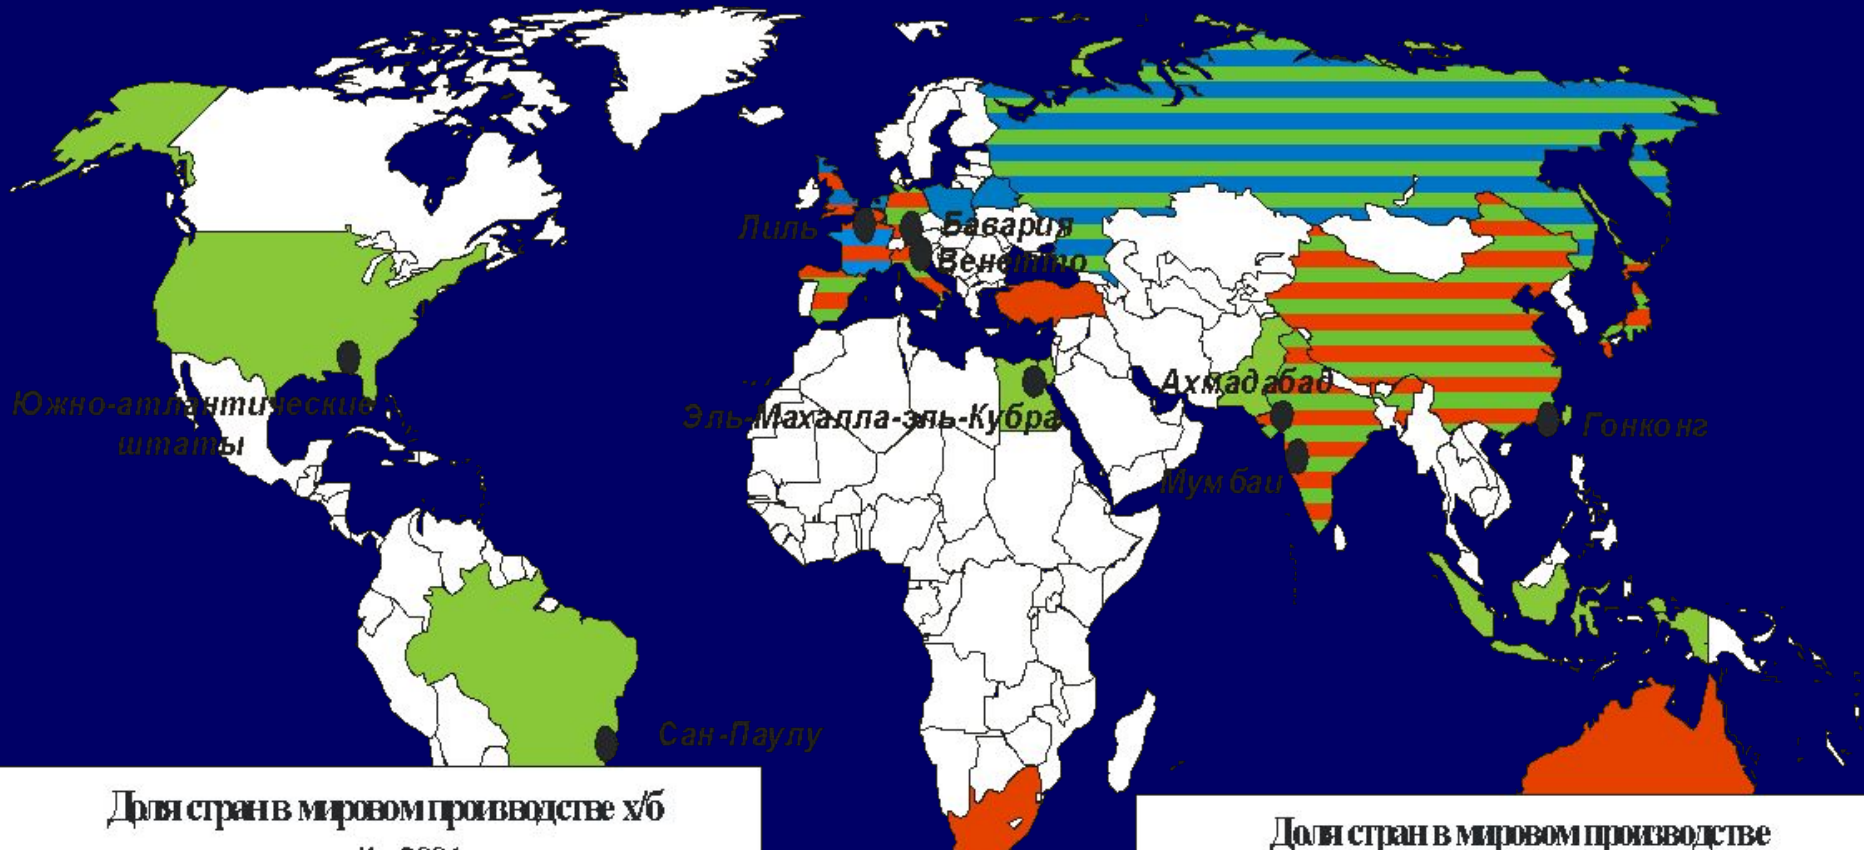 Лиль
Бавария
Венетто
Южно-атлантические
штаты
Эль-Махалла-эль-Кубра
Ахмадабад
Гонконг
Мумбаи
Сан-Паулу
Доля стран в мировом производстве х/б
Доля стран в мировом производстве